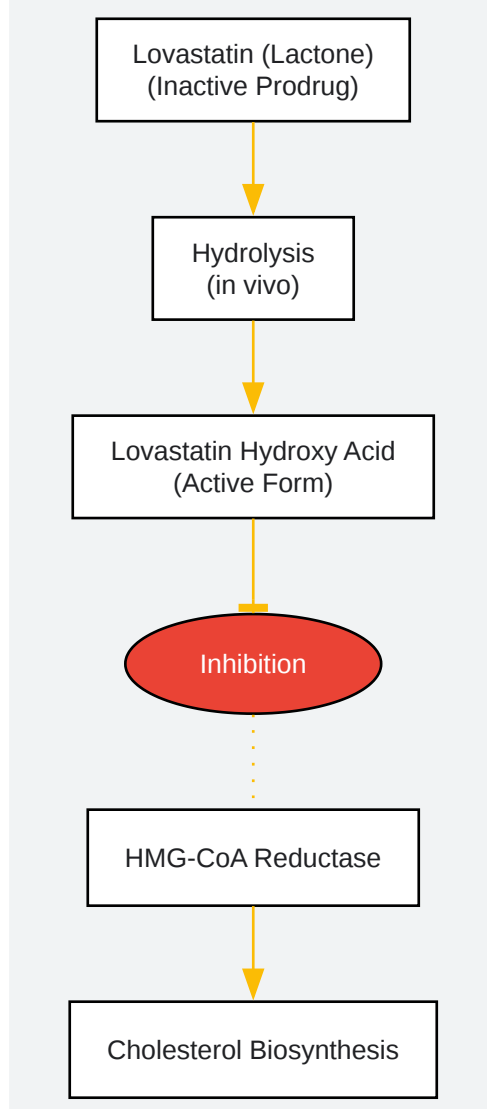 Lovastatin (Lactone)
(Inactive Prodrug)
Hydrolysis
(in vivo)
Lovastatin Hydroxy Acid
(Active Form)
Inhibition
HMG-CoA Reductase
Cholesterol Biosynthesis